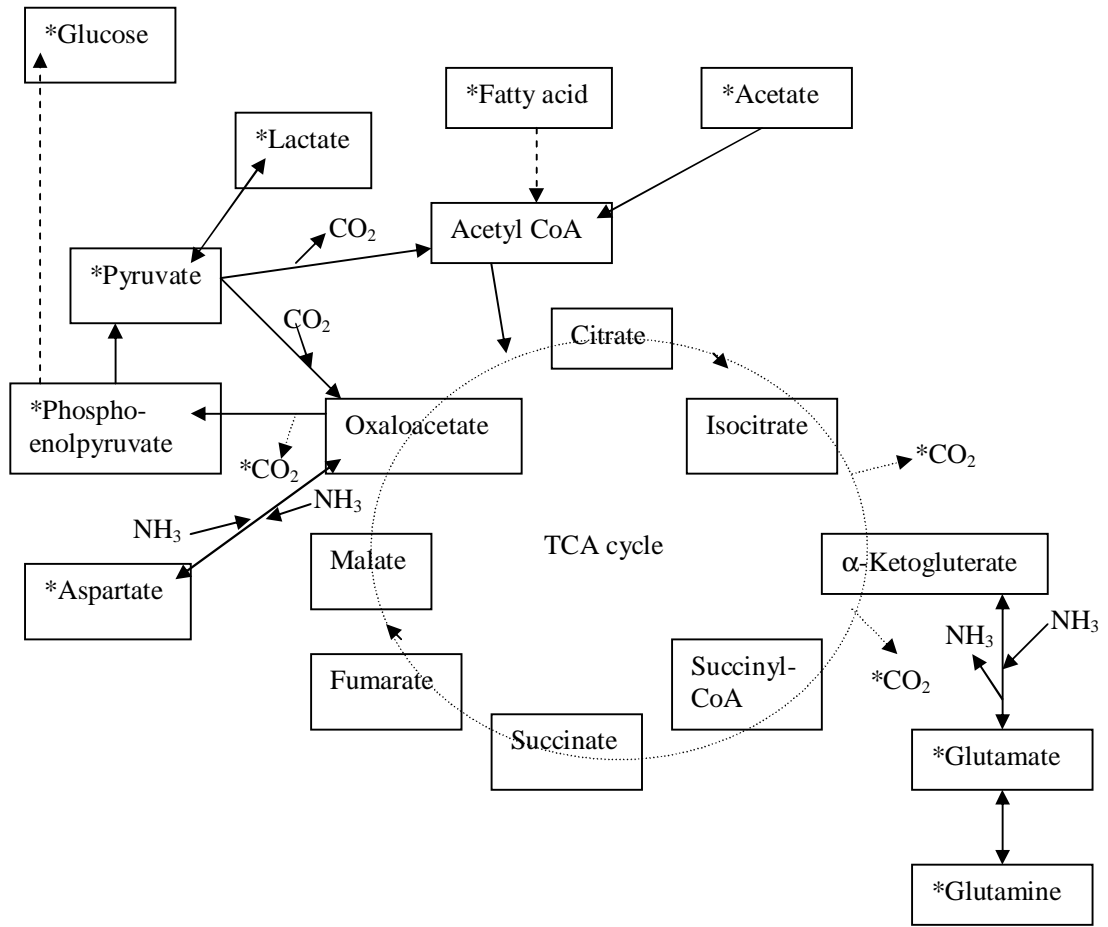 *Glucose
*Fatty acid
*Acetate
*Lactate
CO₂
Acetyl CoA
*Pyruvate
CO₂
Citrate
*Phospho-
enolpyruvate
Oxaloacetate
Isocitrate
*CO₂
*CO₂
NH₃
NH₃
TCA cycle
Malate
α-Ketogluterate
*Aspartate
NH₃
NH₃
*CO₂
Succinyl-
CoA
Fumarate
Succinate
*Glutamate
*Glutamine